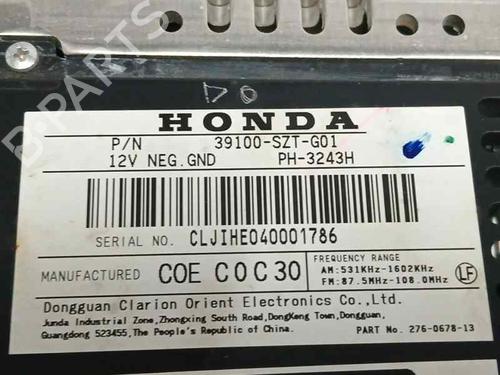 B-PARTS
HONDA
P/N 39100-SZT-G01
12V NEG.GND PH-3243H
SERIAL NO. CLJIHE040001786
MANUFACTURED COE C0C30
FREQUENCY RANGE
AM:531KHz-1602KHz
FM:87.5MHz-108.0MHz
LF
Dongguan Clarion Orient Electronics Co.,Ltd.
Junda Industrial Zone,Zhongxing South Road,DongKeng Town,Dongguan,
Guangdong 523455,The People's Republic of China. PART No. 276-0678-13